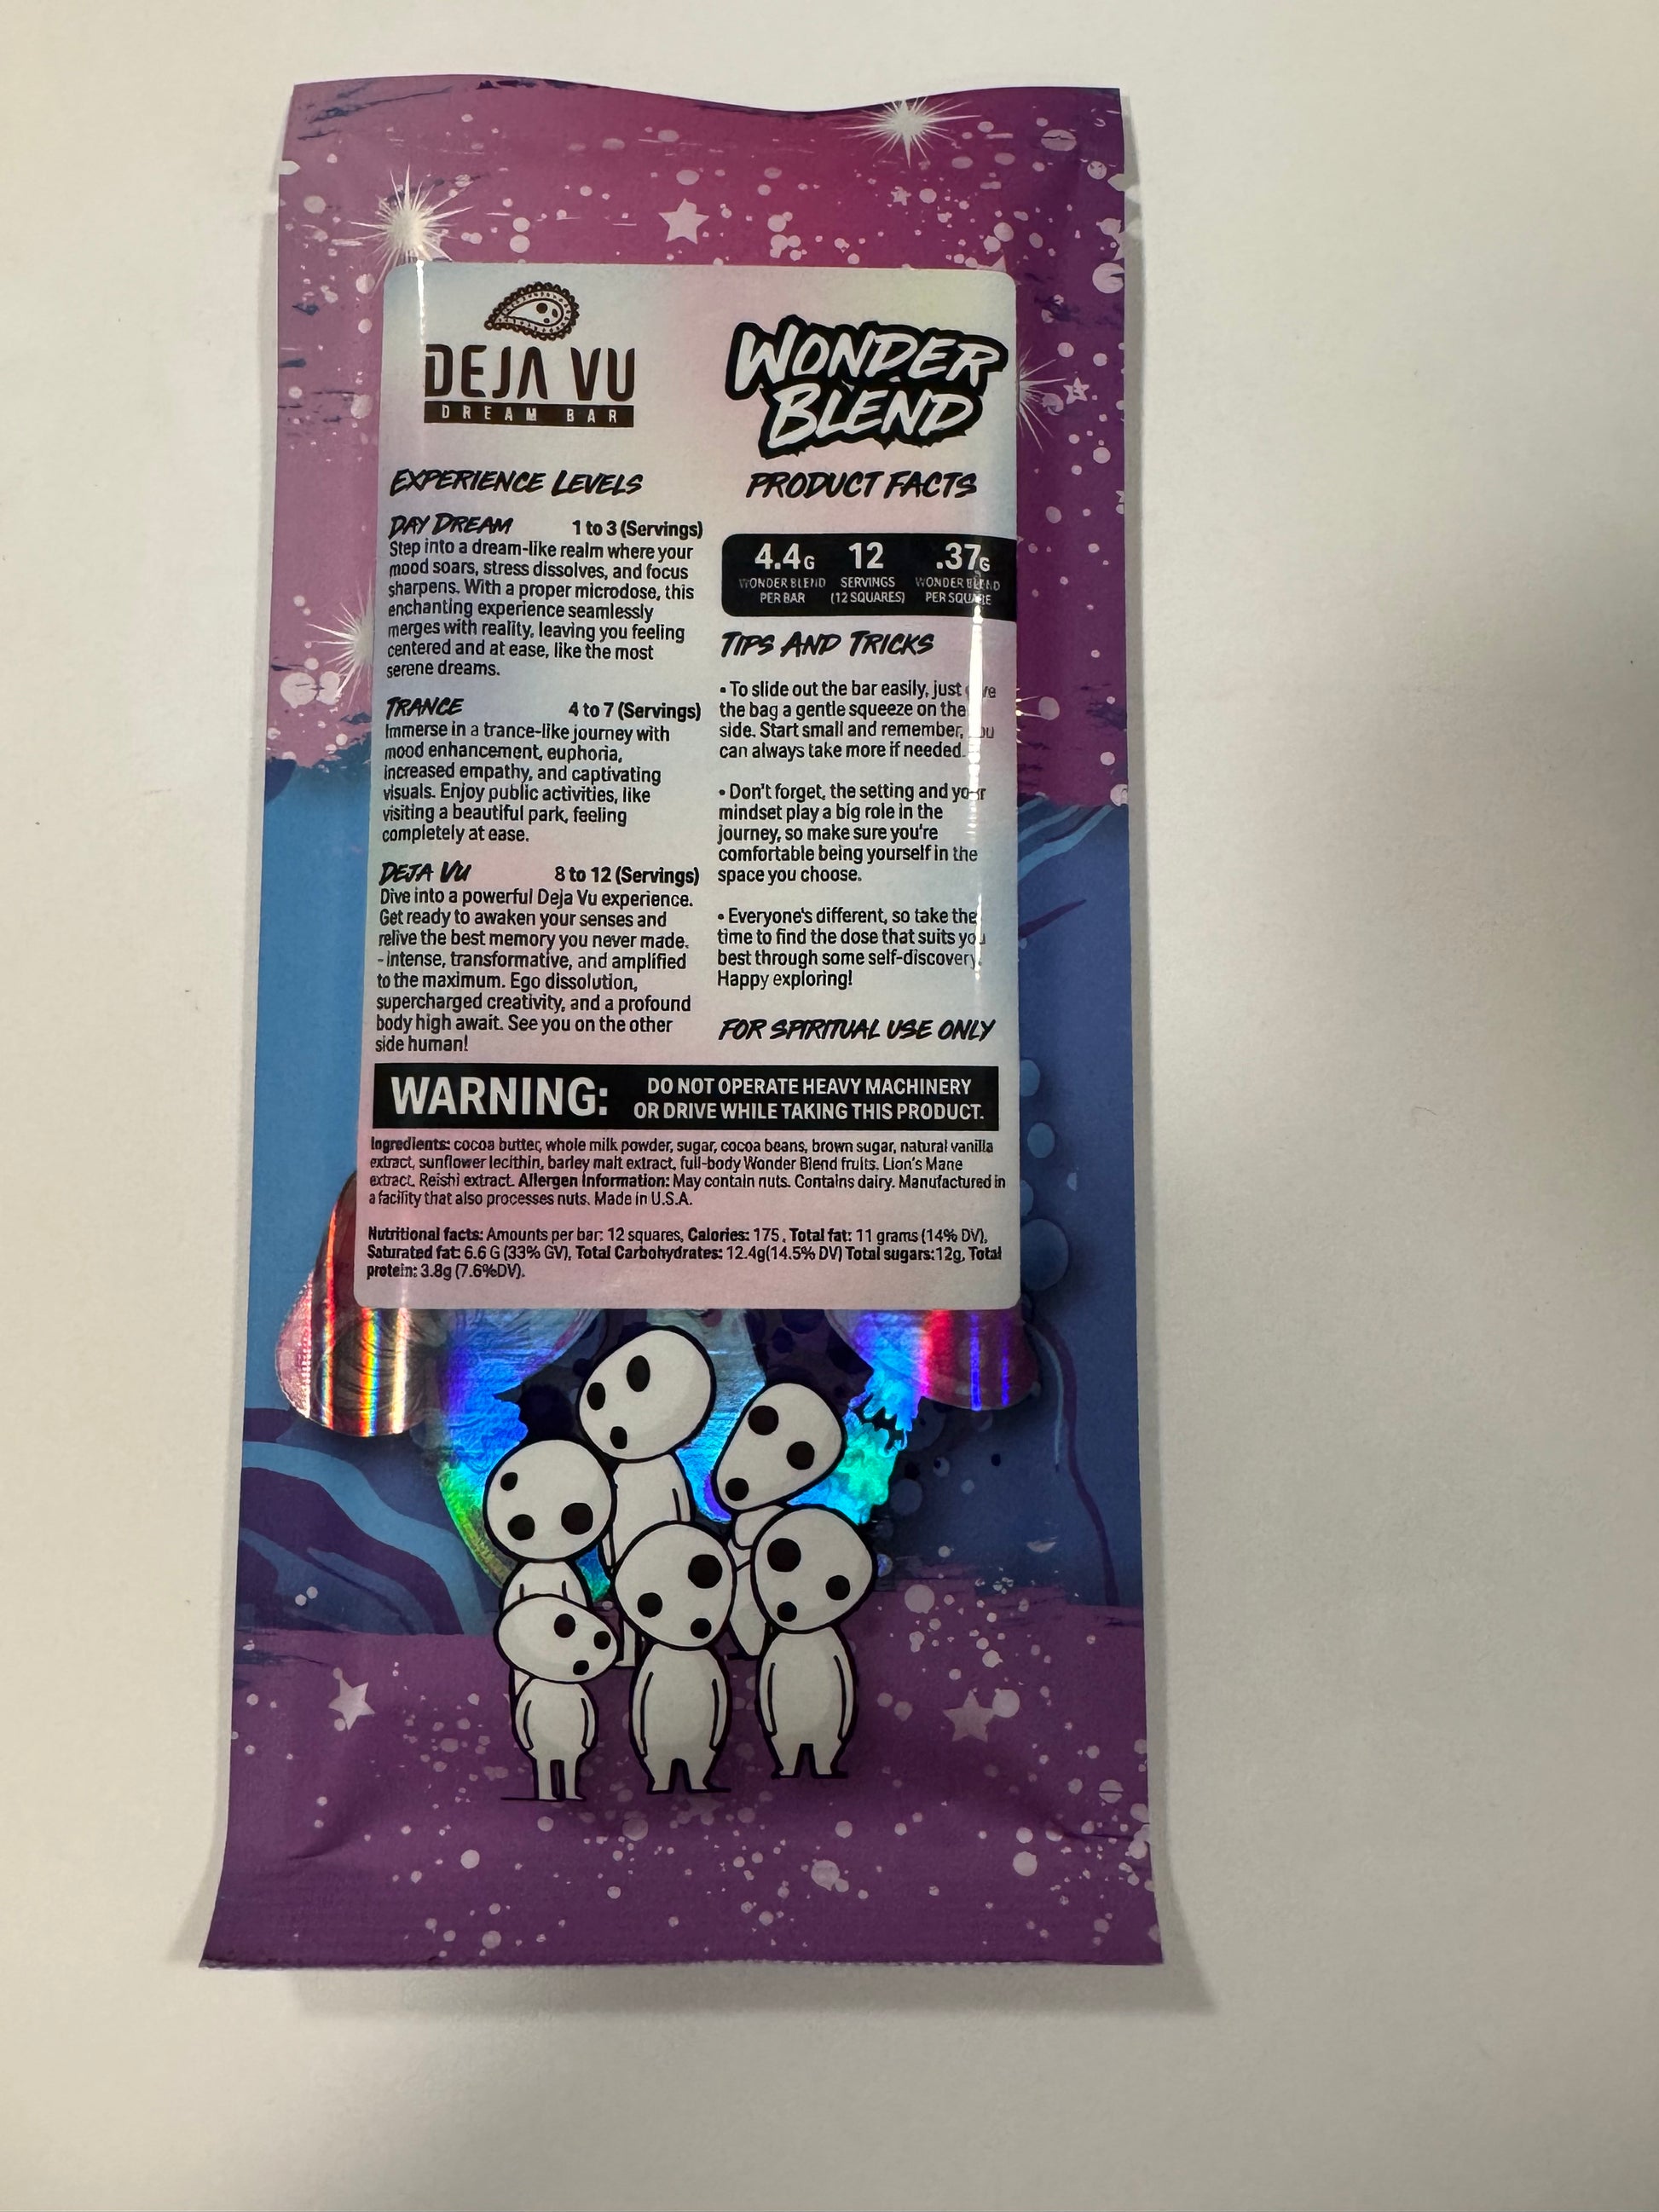 DEJA VU
DREAM BAR
EXPERIENCE LEVELS
DAY DREAM 1 to 3 (Servings)
Step into a dream-like realm where your
mood soars, stress dissolves, and focus
sharpens. With a proper microdose, this
enchanting experience seamlessly
merges with reality, leaving you feeling
centered and at ease, like the most
serene dreams.
TRANCE 4 to 7 (Servings)
Immerse in a trance-like journey with
mood enhancement, euphoria,
increased empathy, and captivating
visuals. Enjoy public activities, like
visiting a beautiful park, feeling
completely at ease.
DEJA VU 8 to 12 (Servings)
Dive into a powerful Deja Vu experience.
Get ready to awaken your senses and
relive the best memory you never made.
- intense, transformative, and amplified
to the maximum. Ego dissolution,
supercharged creativity, and a profound
body high await. See you on the other
side human!
WONDER
BLEND
PRODUCT FACTS
4.4G 12 .37G
WONDER BLEND SERVINGS WONDER BLEND
PER BAR (12 SQUARES) PER SQUARE
TIPS AND TRICKS
• To slide out the bar easily, just give
the bag a gentle squeeze on the
side. Start small and remember, you
can always take more if needed.
• Don't forget, the setting and your
mindset play a big role in the
journey, so make sure you're
comfortable being yourself in the
space you choose.
• Everyone's different, so take the
time to find the dose that suits you
best through some self-discovery.
Happy exploring!
FOR SPIRITUAL USE ONLY
WARNING: DO NOT OPERATE HEAVY MACHINERY
OR DRIVE WHILE TAKING THIS PRODUCT.
Ingredients: cocoa butter, whole milk powder, sugar, cocoa beans, brown sugar, natural vanilla
extract, sunflower lecithin, barley malt extract, full-body Wonder Blend fruits. Lion's Mane
extract. Reishi extract. Allergen Information: May contain nuts. Contains dairy. Manufactured in
a facility that also processes nuts. Made in U.S.A.
Nutritional facts: Amounts per bar: 12 squares, Calories: 175, Total fat: 11 grams (14% DV),
Saturated fat: 6.6 G (33% GV), Total Carbohydrates: 12.4g(14.5% DV) Total sugars:12g, Total
protein: 3.8g (7.6%DV).